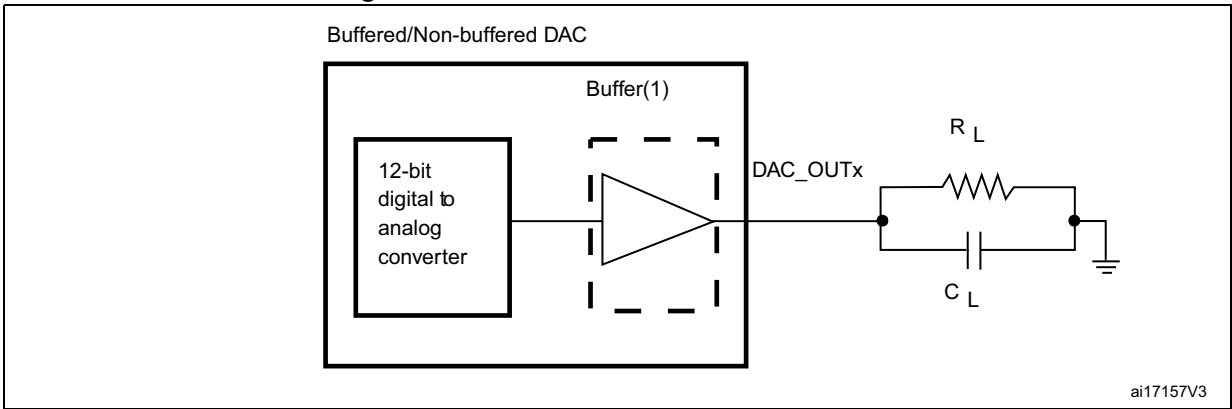 Buffered/Non-buffered DAC
Buffer(1)
12-bit
digital to
analog
converter
DAC_OUTx
R L
C L
ai17157V3